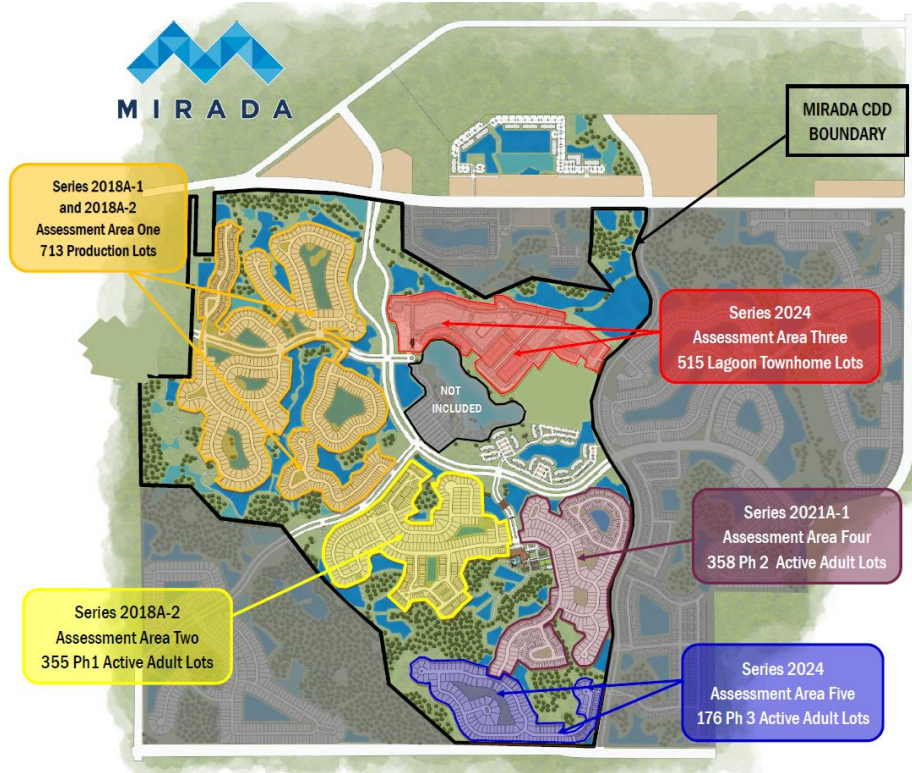 MIRADA
MIRADA CDD
BOUNDARY
Series 2018A-1
and 2018A-2
Assessment Area One
713 Production Lots
Series 2024
Assessment Area Three
515 Lagoon Townhome Lots
NOT
INCLUDED
Series 2021A-1
Assessment Area Four
358 Ph 2 Active Adult Lots
Series 2018A-2
Assessment Area Two
355 Ph1 Active Adult Lots
Series 2024
Assessment Area Five
176 Ph 3 Active Adult Lots